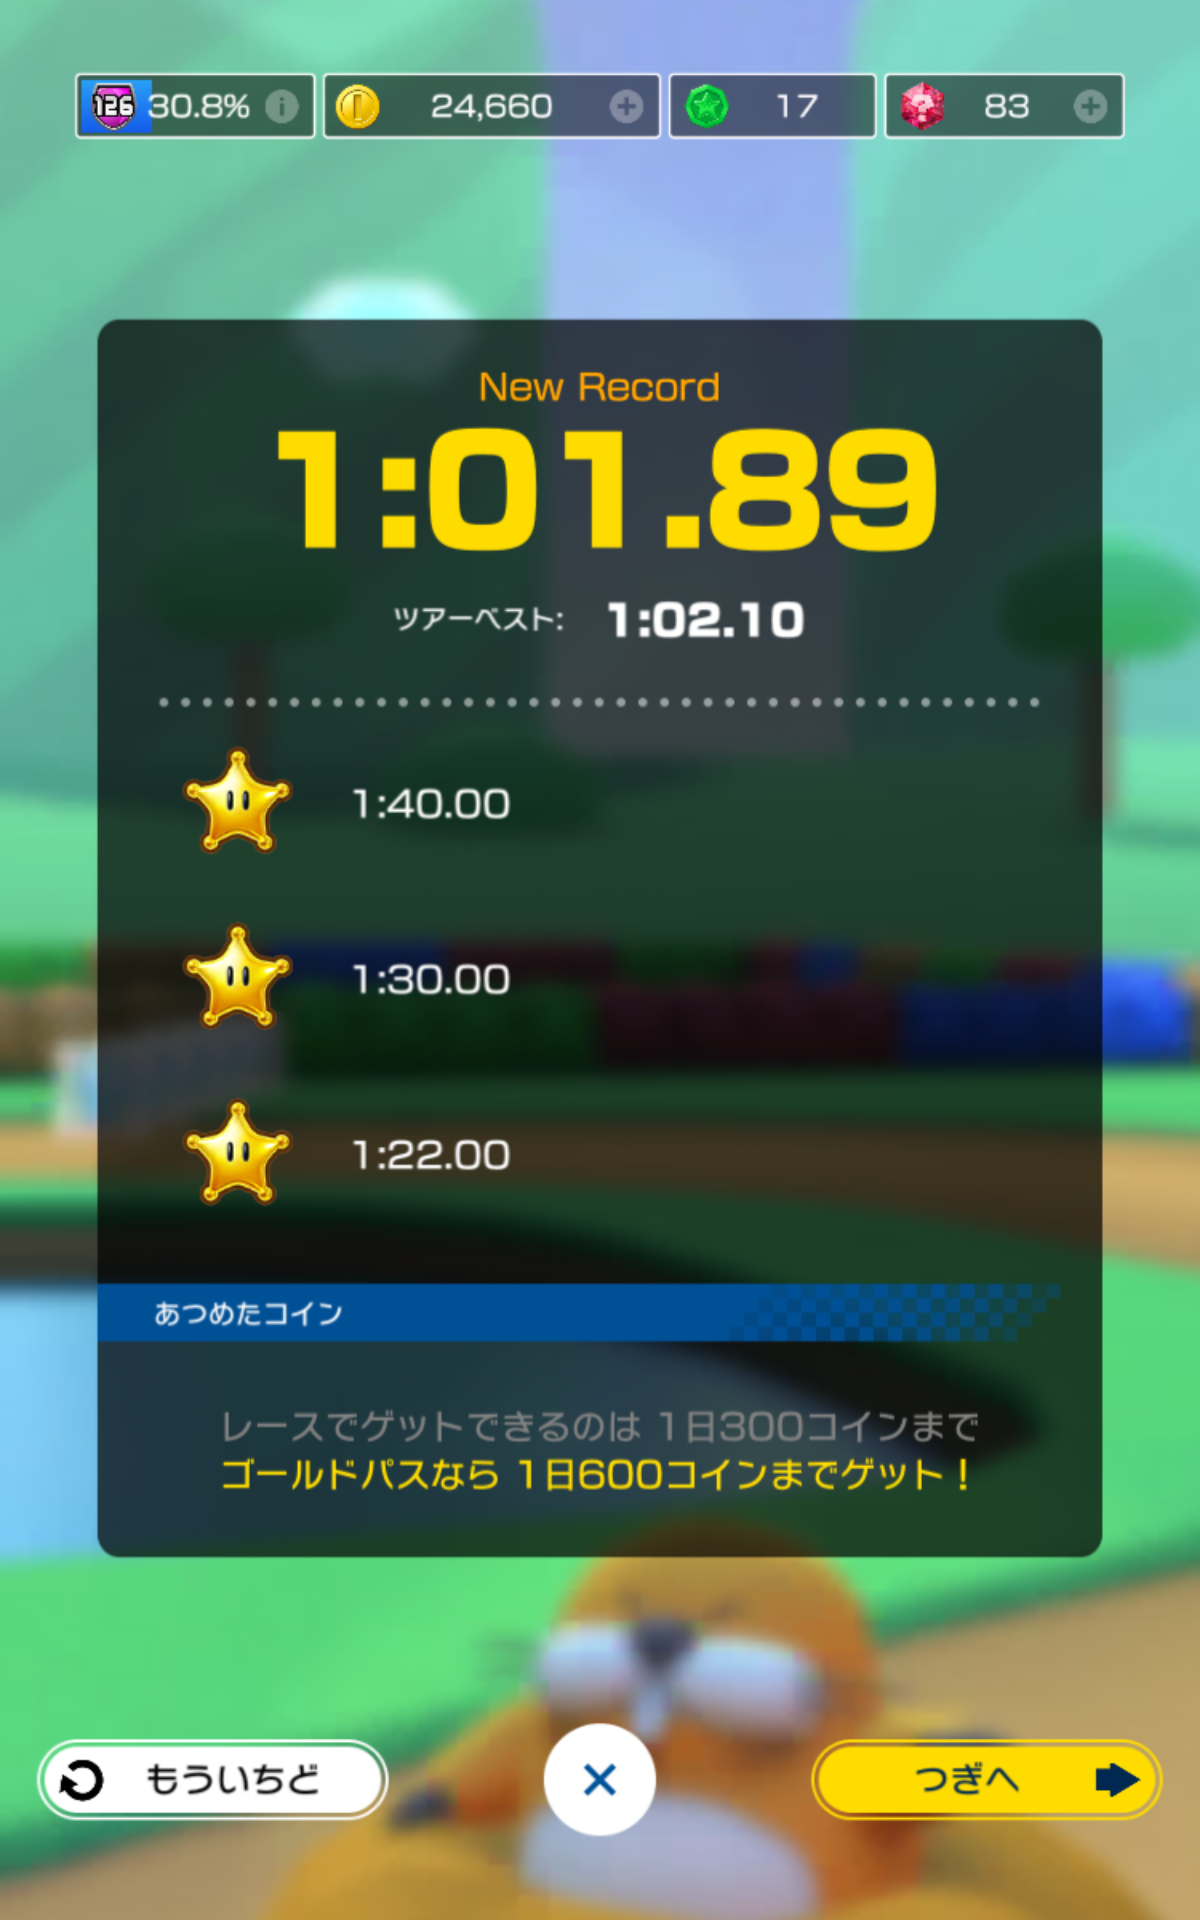 126 30.8% i 24,660 + 17 83 +
New Record
1:01.89
ツアーベスト: 1:02.10
1:40.00
1:30.00
1:22.00
あつめたコイン
レースでゲットできるのは 1日300コインまで
ゴールドパスなら 1日600コインまでゲット！
もういちど × つぎへ